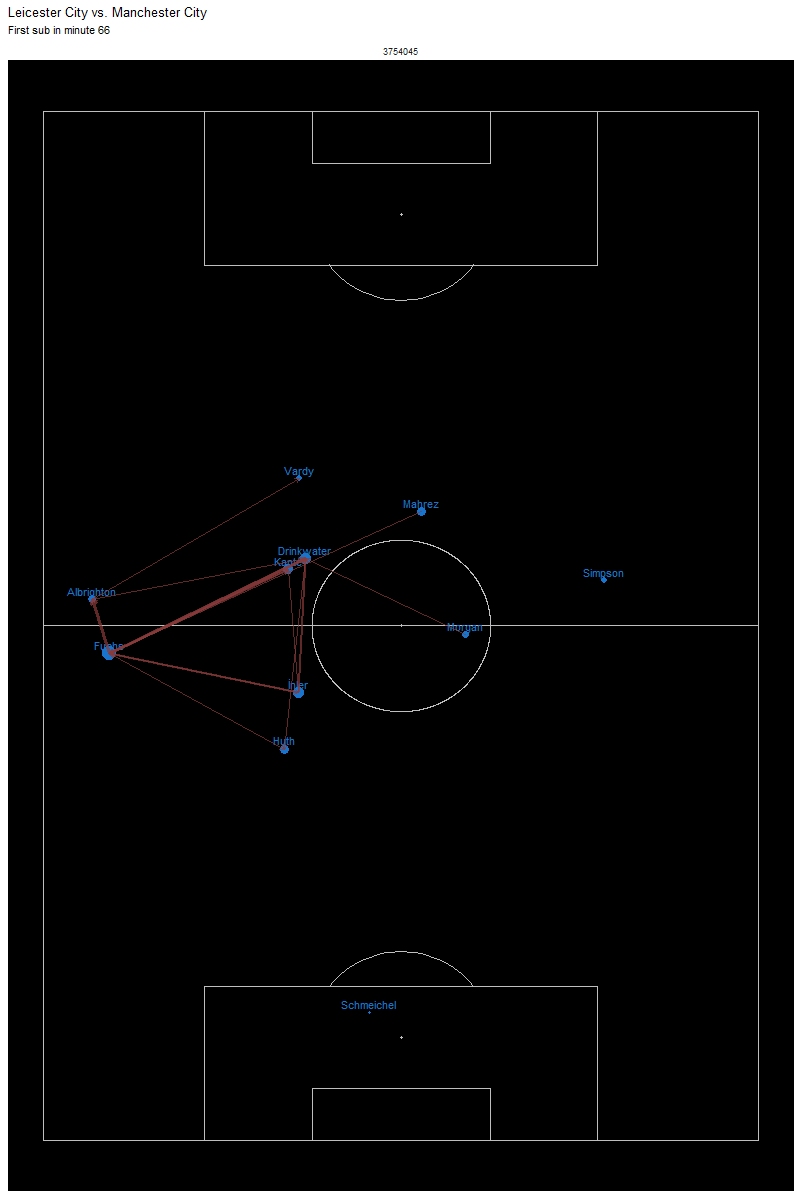 Leicester City vs. Manchester City
First sub in minute 66
3754045
Vardy
Mahrez
Drinkwater
Kante
Simpson
Albrighton
Morgan
Fuchs
Inler
Huth
Schmeichel